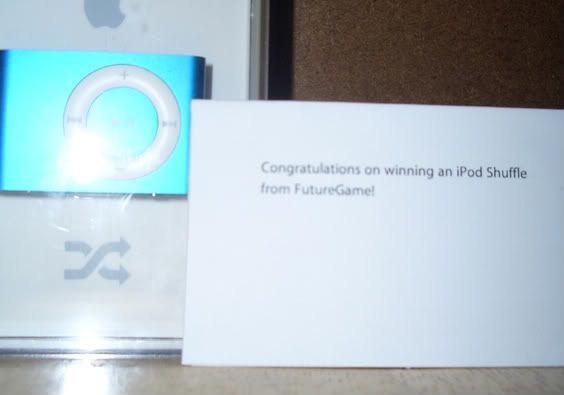 Congratulations on winning an iPod Shuffle
from FutureGame!